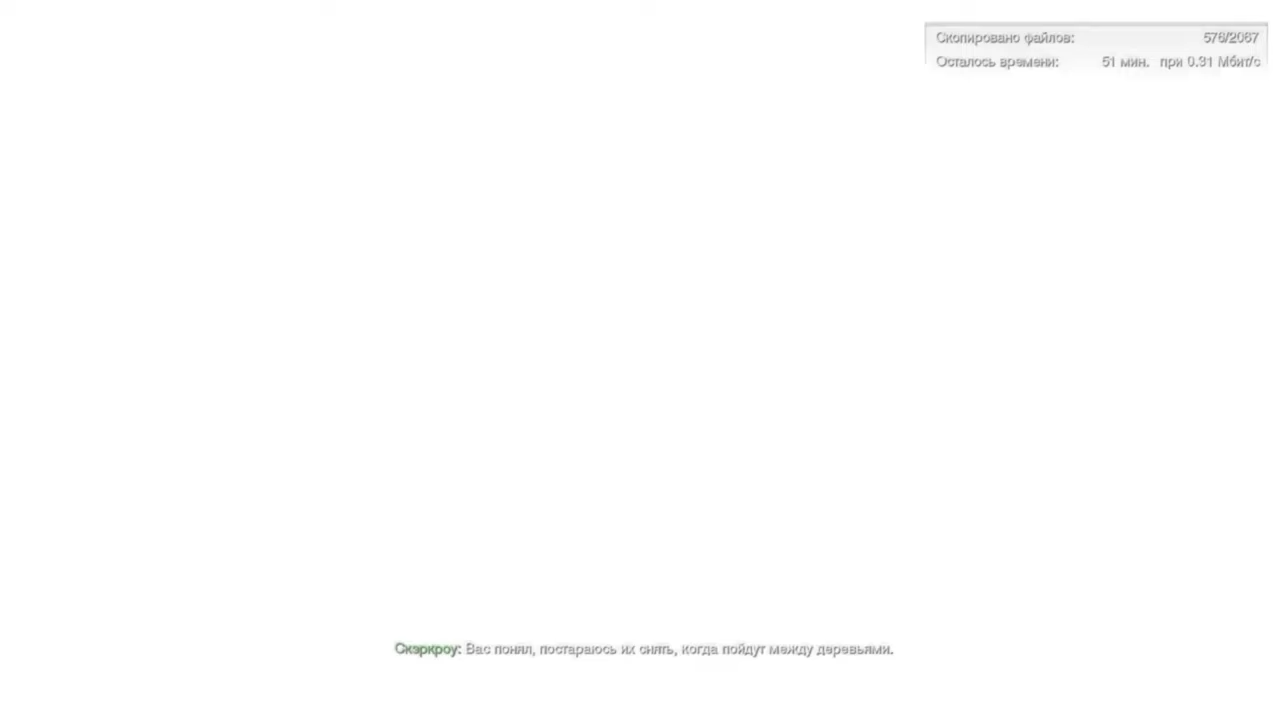 Скопировано файлов: 576/2067
Осталось времени: 51 мин. при 0.31 Мбит/с
Скэркроу: Вас понял, постараюсь их снять, когда пойдут между деревьями.